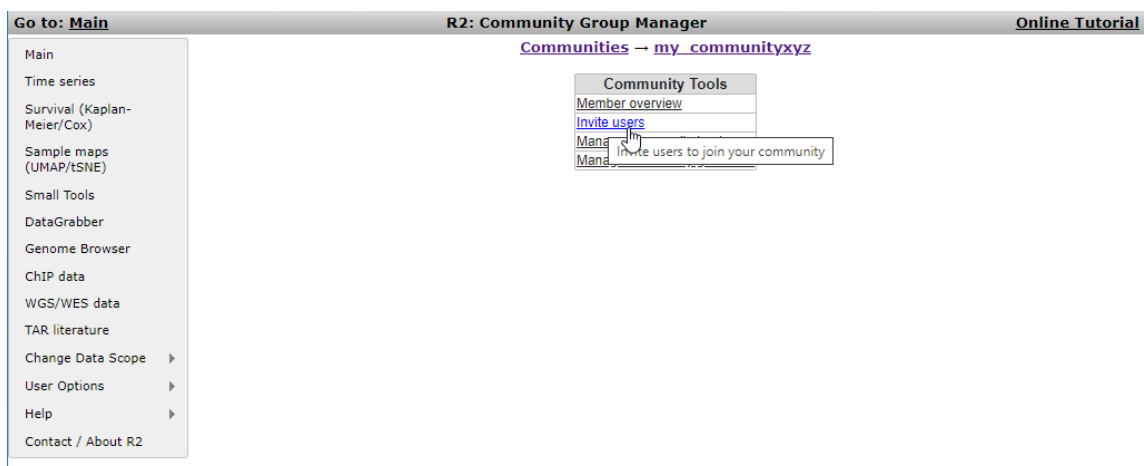 Go to: Main
R2: Community Group Manager
Online Tutorial
Communities → my_communityxyz
Main
Time series
Survival (Kaplan-
Meier/Cox)
Sample maps
(UMAP/tSNE)
Small Tools
DataGrabber
Genome Browser
ChIP data
WGS/WES data
TAR literature
Change Data Scope
User Options
Help
Contact / About R2
Community Tools
Member overview
Invite users
Invite users to join your community